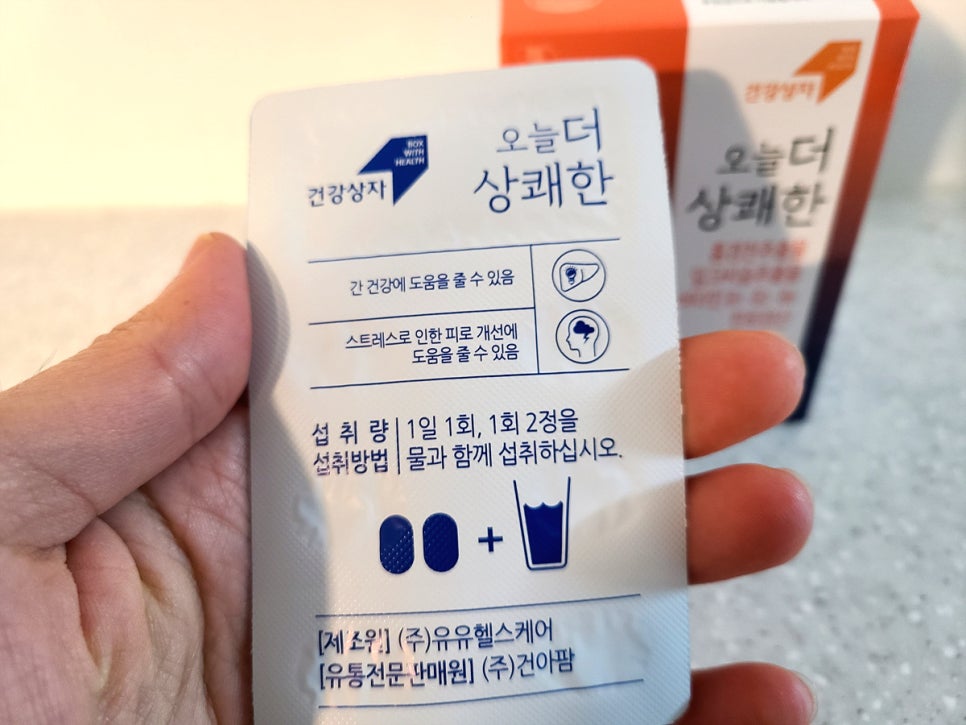 BOX
WITH
HEALTH
건강상자
오늘더
상쾌한
간 건강에 도움을 줄 수 있음
스트레스로 인한 피로 개선에
도움을 줄 수 있음
섭 취 량
섭취방법
1일 1회, 1회 2정을
물과 함께 섭취하십시오.
+
[제조원] (주)유유헬스케어
[유통전문판매원] (주)건아팜
건강상자
오늘더
상쾌한